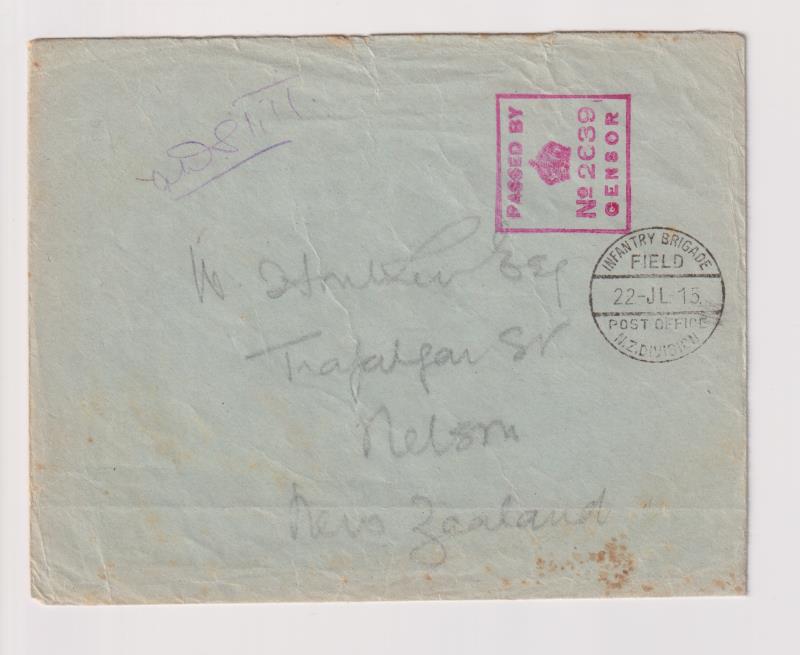 PASSED BY
No 2639
CENSOR
INFANTRY BRIGADE
FIELD
22-JL-15
POST OFFICE
N.Z.DIVISION
W. Esq
Trafalgar St
Nelson
New Zealand